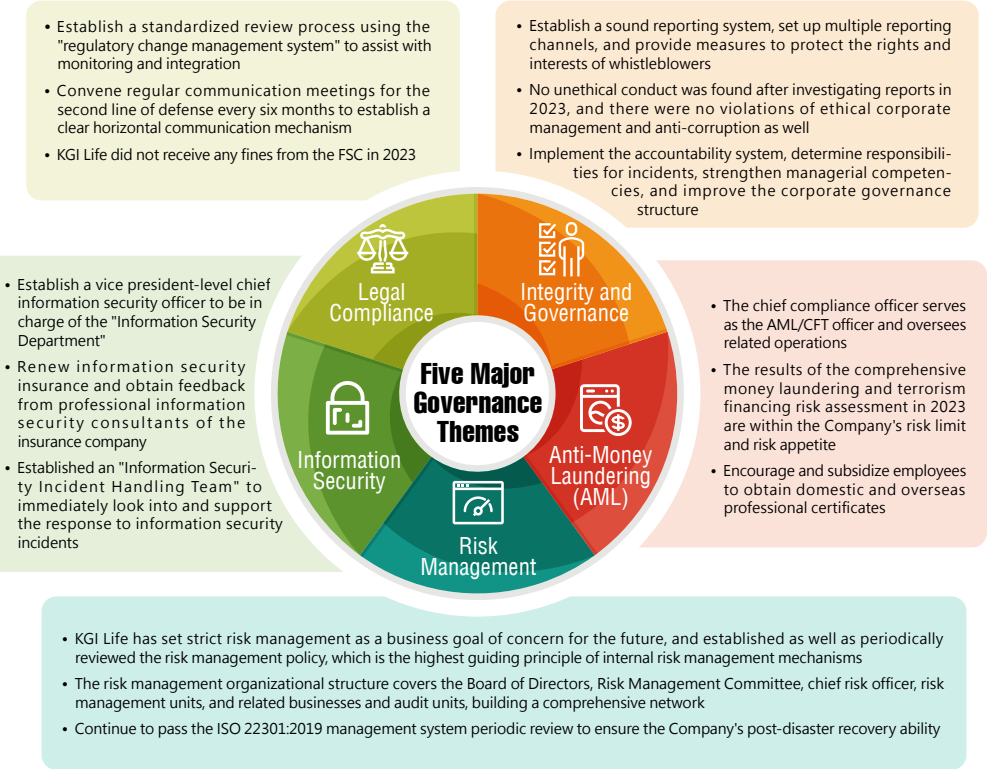 • Establish a standardized review process using the
"regulatory change management system" to assist with
monitoring and integration
• Convene regular communication meetings for the
second line of defense every six months to establish a
clear horizontal communication mechanism
• KGI Life did not receive any fines from the FSC in 2023
• Establish a sound reporting system, set up multiple reporting
channels, and provide measures to protect the rights and
interests of whistleblowers
• No unethical conduct was found after investigating reports in
2023, and there were no violations of ethical corporate
management and anti-corruption as well
• Implement the accountability system, determine responsibili-
ties for incidents, strengthen managerial competen-
cies, and improve the corporate governance
structure
Legal
Compliance
Integrity and
Governance
• Establish a vice president-level chief
information security officer to be in
charge of the "Information Security
Department"
• Renew information security
insurance and obtain feedback
from professional information
security consultants of the
insurance company
• Established an "Information Securi-
ty Incident Handling Team" to
immediately look into and support
the response to information security
incidents
Five Major
Governance
Themes
Information
Security
Anti-Money
Laundering
(AML)
Risk
Management
• The chief compliance officer serves
as the AML/CFT officer and oversees
related operations
• The results of the comprehensive
money laundering and terrorism
financing risk assessment in 2023
are within the Company's risk limit
and risk appetite
• Encourage and subsidize employees
to obtain domestic and overseas
professional certificates
• KGI Life has set strict risk management as a business goal of concern for the future, and established as well as periodically
reviewed the risk management policy, which is the highest guiding principle of internal risk management mechanisms
• The risk management organizational structure covers the Board of Directors, Risk Management Committee, chief risk officer, risk
management units, and related businesses and audit units, building a comprehensive network
• Continue to pass the ISO 22301:2019 management system periodic review to ensure the Company's post-disaster recovery ability